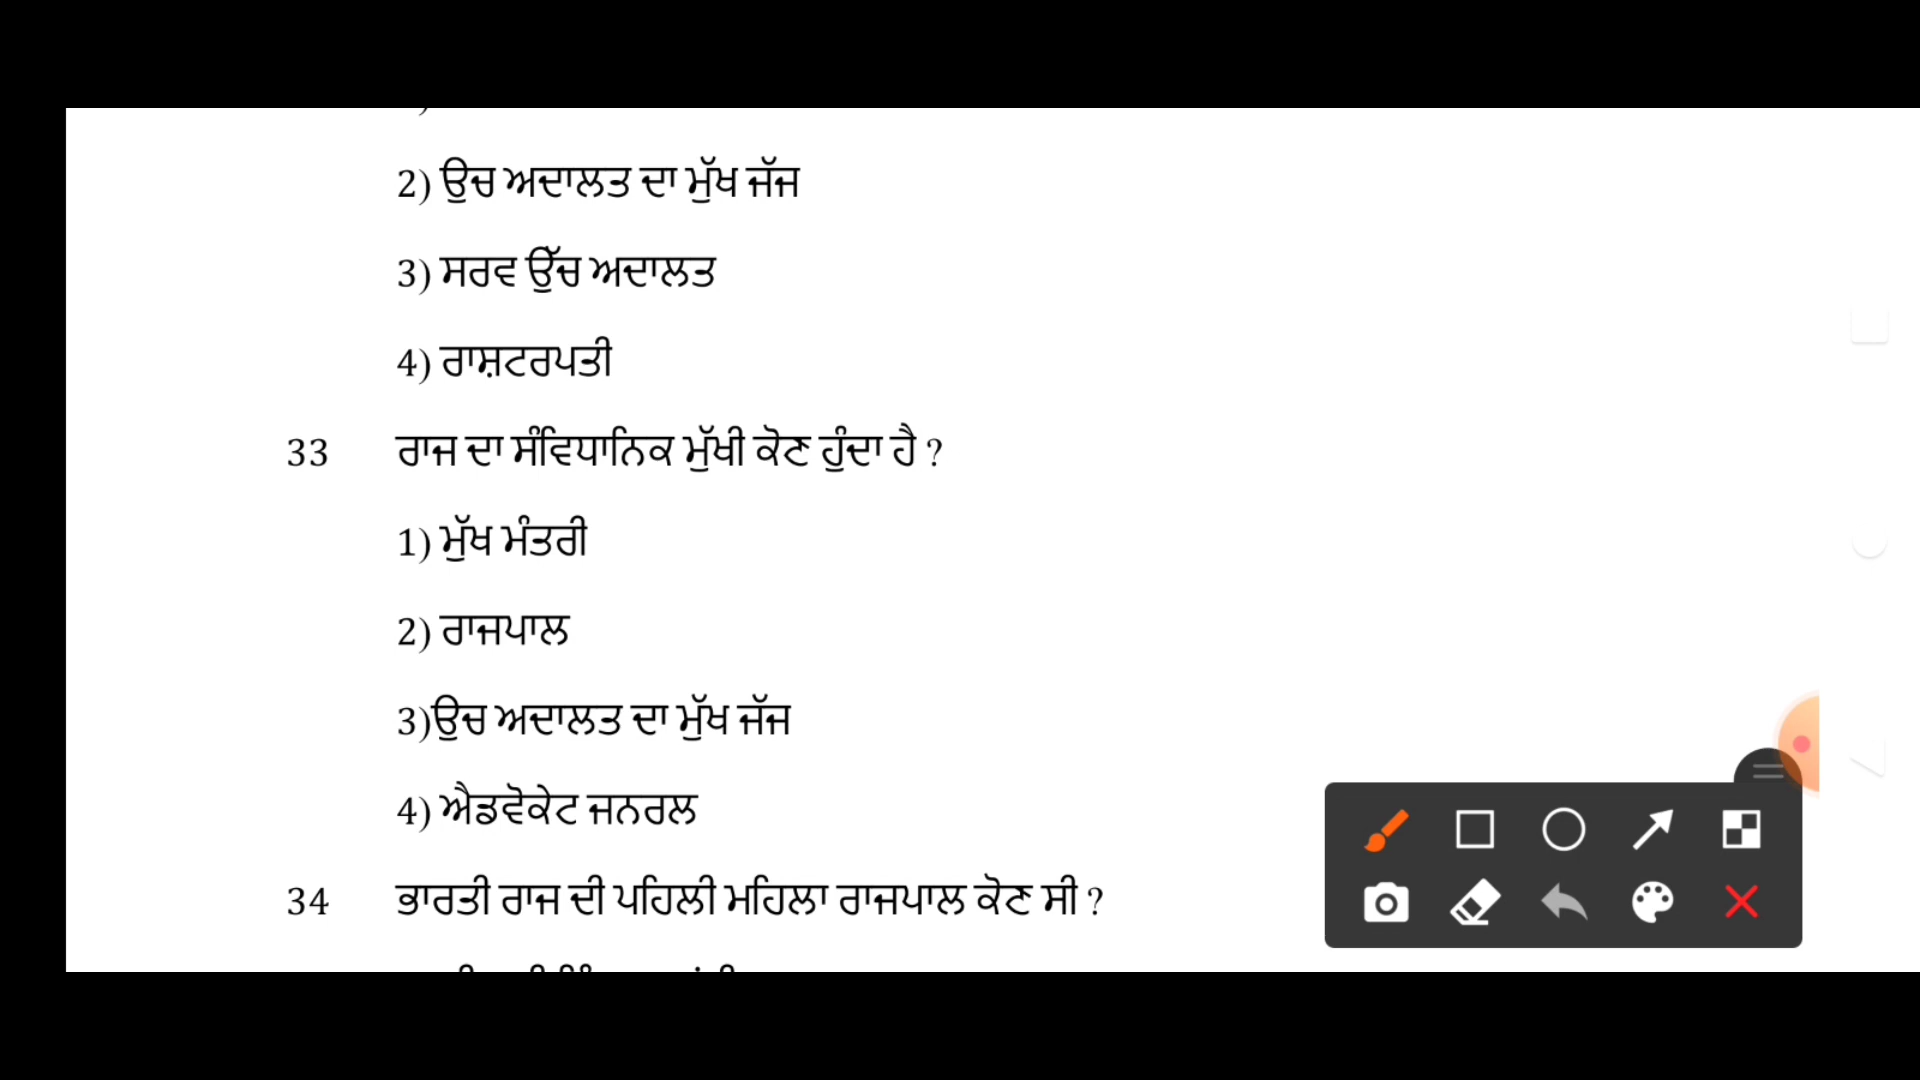 2) ਉਚ ਅਦਾਲਤ ਦਾ ਮੁੱਖ ਜੱਜ
3) ਸਰਵ ਉੱਚ ਅਦਾਲਤ
4) ਰਾਸ਼ਟਰਪਤੀ
33 ਰਾਜ ਦਾ ਸੰਵਿਧਾਨਿਕ ਮੁੱਖੀ ਕੋਣ ਹੁੰਦਾ ਹੈ ?
1) ਮੁੱਖ ਮੰਤਰੀ
2) ਰਾਜਪਾਲ
3)ਉਚ ਅਦਾਲਤ ਦਾ ਮੁੱਖ ਜੱਜ
4) ਐਡਵੋਕੇਟ ਜਨਰਲ
34 ਭਾਰਤੀ ਰਾਜ ਦੀ ਪਹਿਲੀ ਮਹਿਲਾ ਰਾਜਪਾਲ ਕੋਣ ਸੀ ?